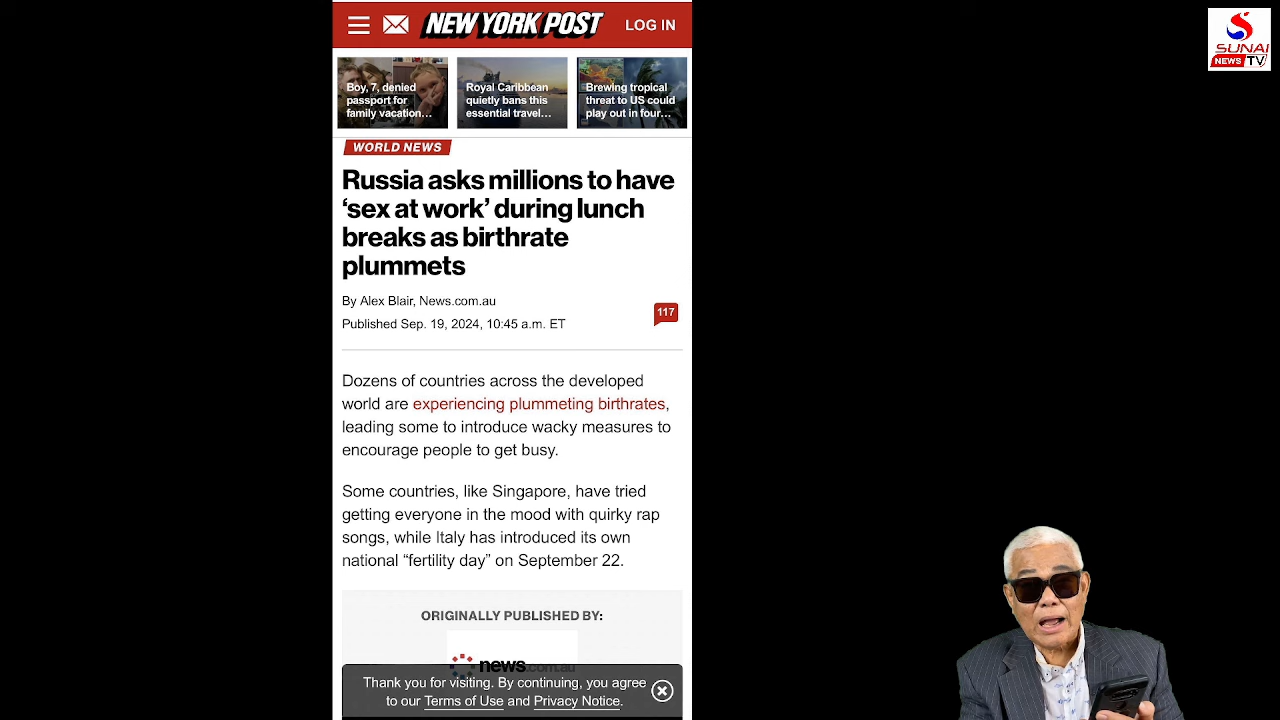 NEW YORK POST
LOG IN
SUNAI
NEWS TV
Boy, 7, denied
passport for
family vacation...
Royal Caribbean
quietly bans this
essential travel...
Brewing tropical
threat to US could
play out in four...
WORLD NEWS
Russia asks millions to have
‘sex at work’ during lunch
breaks as birthrate
plummets
By Alex Blair, News.com.au
Published Sep. 19, 2024, 10:45 a.m. ET
117
Dozens of countries across the developed
world are experiencing plummeting birthrates,
leading some to introduce wacky measures to
encourage people to get busy.
Some countries, like Singapore, have tried
getting everyone in the mood with quirky rap
songs, while Italy has introduced its own
national “fertility day” on September 22.
ORIGINALLY PUBLISHED BY:
news.com.au
Thank you for visiting. By continuing, you agree
to our Terms of Use and Privacy Notice.